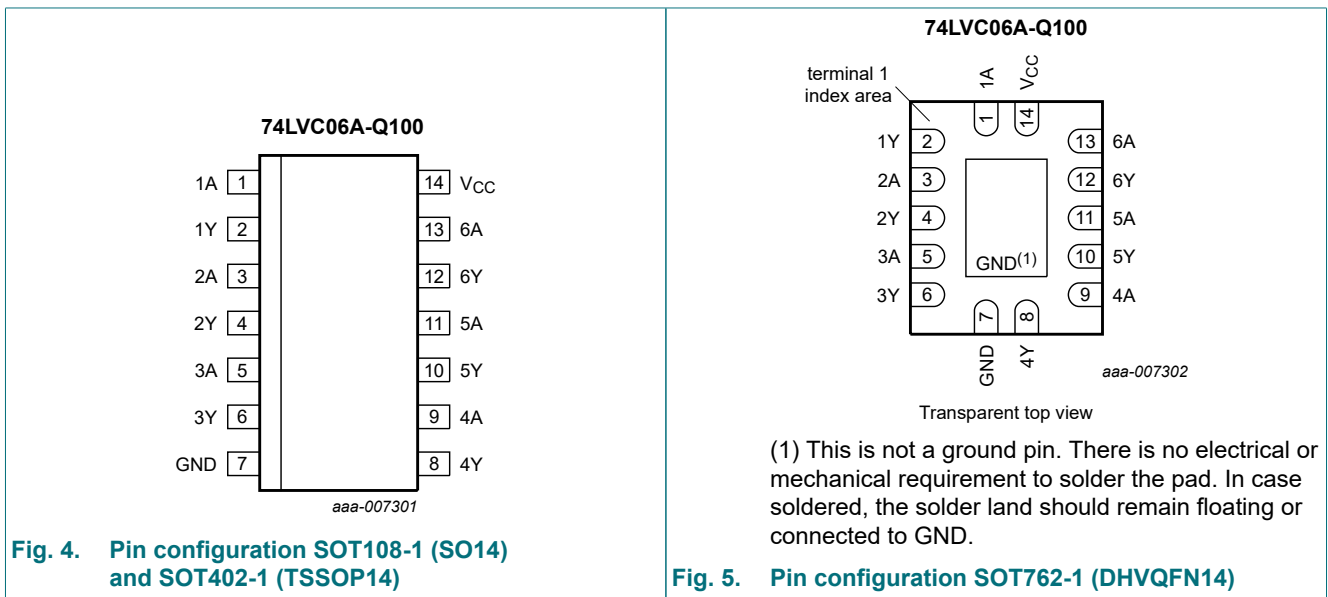 74LVC06A-Q100
1A 1
1Y 2
2A 3
2Y 4
3A 5
3Y 6
GND 7
14 VCC
13 6A
12 6Y
11 5A
10 5Y
9 4A
8 4Y
aaa-007301
Fig. 4. Pin configuration SOT108-1 (SO14)
and SOT402-1 (TSSOP14)
74LVC06A-Q100
terminal 1
index area
1A
VCC
1
14
1Y 2
2A 3
2Y 4
3A 5
3Y 6
13 6A
12 6Y
11 5A
10 5Y
9 4A
GND(1)
7
8
GND
4Y
aaa-007302
Transparent top view
(1) This is not a ground pin. There is no electrical or
mechanical requirement to solder the pad. In case
soldered, the solder land should remain floating or
connected to GND.
Fig. 5. Pin configuration SOT762-1 (DHVQFN14)